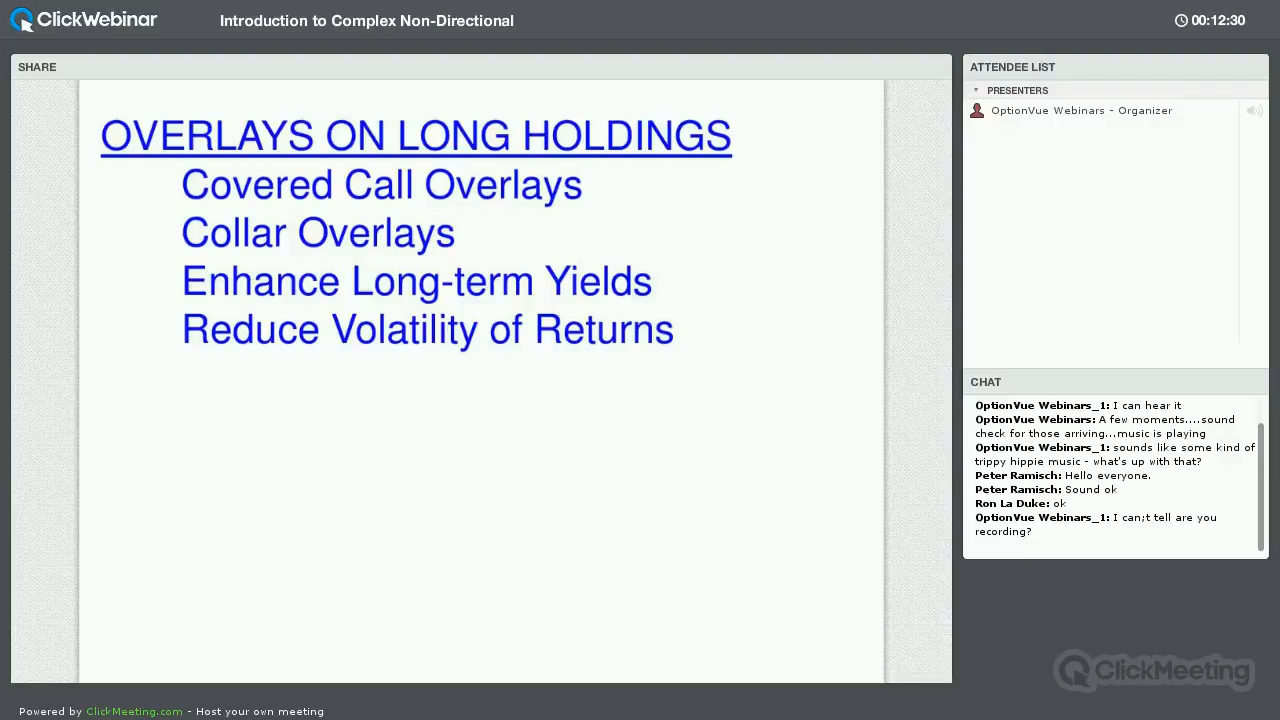 ClickWebinar
Introduction to Complex Non-Directional
00:12:30
SHARE
OVERLAYS ON LONG HOLDINGS
Covered Call Overlays
Collar Overlays
Enhance Long-term Yields
Reduce Volatility of Returns
ATTENDEE LIST
PRESENTERS
OptionVue Webinars - Organizer
CHAT
OptionVue Webinars_1: I can hear it
OptionVue Webinars: A few moments....sound
check for those arriving...music is playing
OptionVue Webinars_1: sounds like some kind of
trippy hippie music - what's up with that?
Peter Ramisch: Hello everyone.
Peter Ramisch: Sound ok
Ron La Duke: ok
OptionVue Webinars_1: I can;t tell are you
recording?
ClickMeeting
Powered by ClickMeeting.com - Host your own meeting